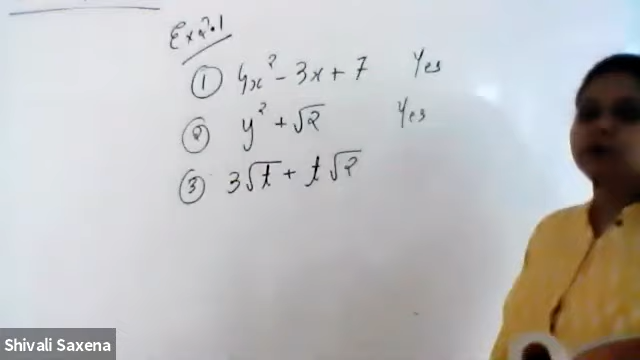 Ex 2.1
① 4x² - 3x + 7 Yes
② y² + √2 Yes
③ 3√t + t√2
Shivali Saxena